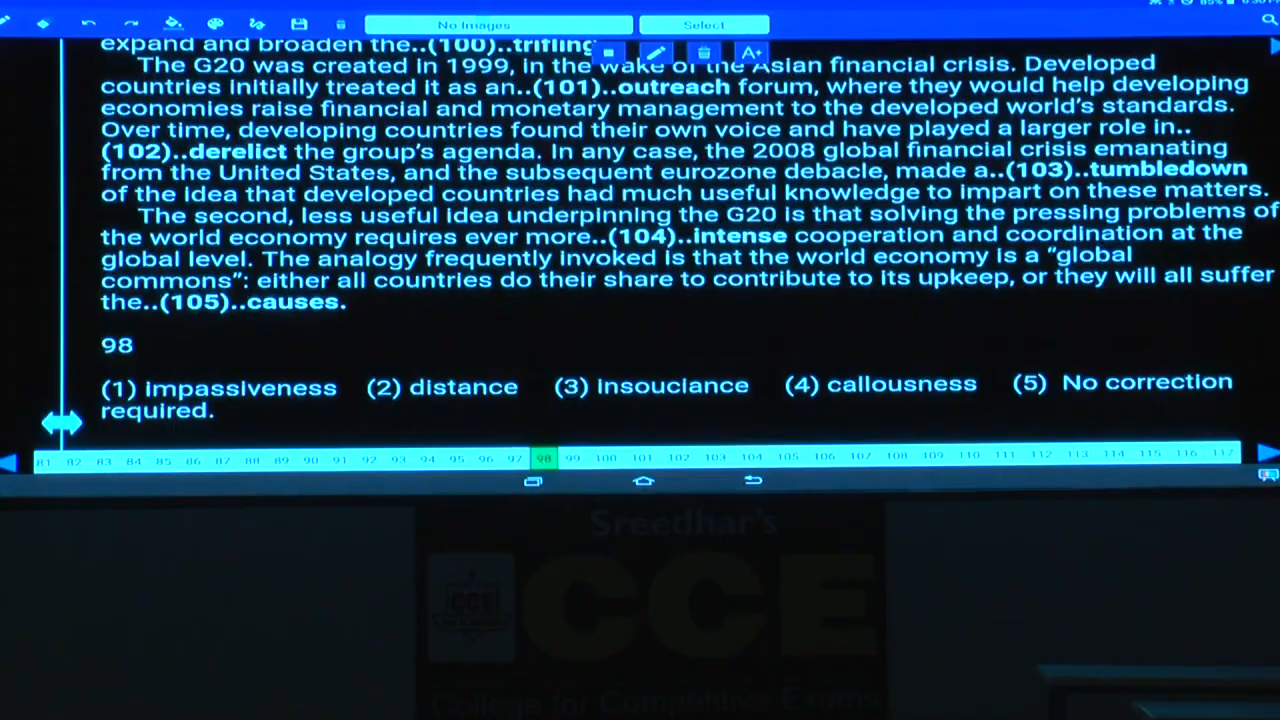 No Images
Select
A+
expand and broaden the..(100)..trifling
The G20 was created in 1999, in the wake of the Asian financial crisis. Developed
countries initially treated it as an..(101)..outreach forum, where they would help developing
economies raise financial and monetary management to the developed world's standards.
Over time, developing countries found their own voice and have played a larger role in..
(102)..derelict the group's agenda. In any case, the 2008 global financial crisis emanating
from the United States, and the subsequent eurozone debacle, made a..(103)..tumbledown
of the idea that developed countries had much useful knowledge to impart on these matters.
The second, less useful idea underpinning the G20 is that solving the pressing problems of
the world economy requires ever more..(104)..intense cooperation and coordination at the
global level. The analogy frequently invoked is that the world economy is a "global
commons": either all countries do their share to contribute to its upkeep, or they will all suffer
the..(105)..causes.
98
(1) impassiveness (2) distance (3) insouciance (4) callousness (5) No correction
required.
81 82 83 84 85 86 87 88 89 90 91 92 93 94 95 96 97 98 99 100 101 102 103 104 105 106 107 108 109 110 111 112 113 114 115 116 117
Sreedhar's
CCE
CCE
College for Competitive Exams